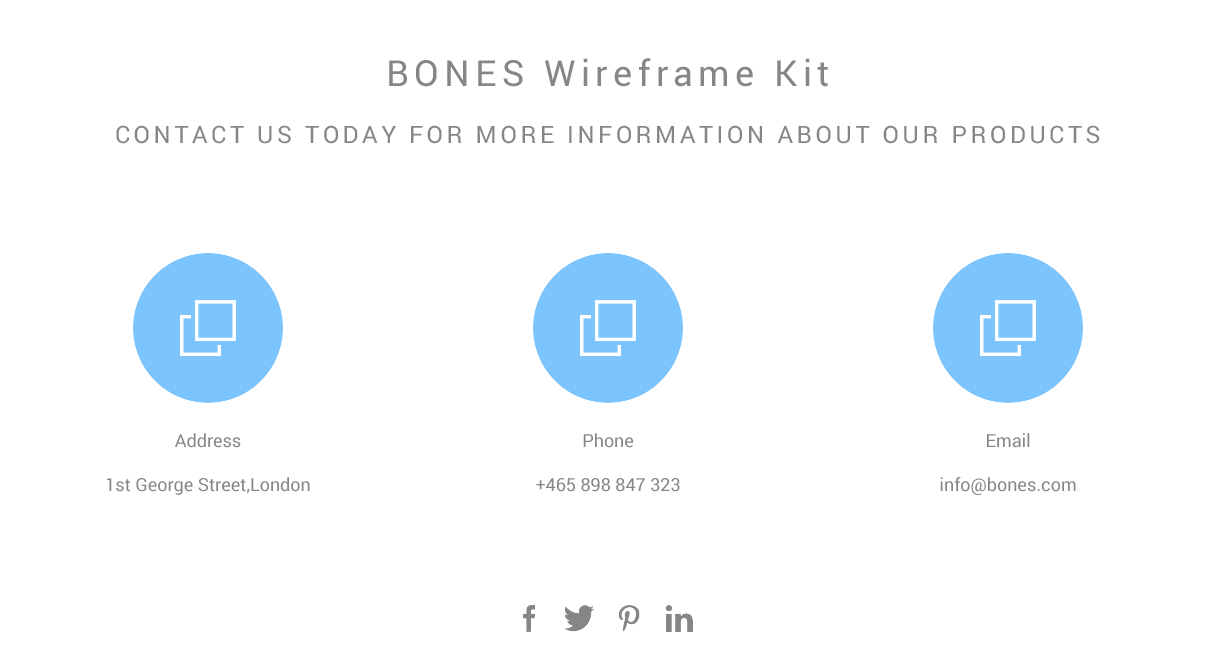 BONES Wireframe Kit
CONTACT US TODAY FOR MORE INFORMATION ABOUT OUR PRODUCTS
Address
1st George Street,London
Phone
+465 898 847 323
Email
info@bones.com